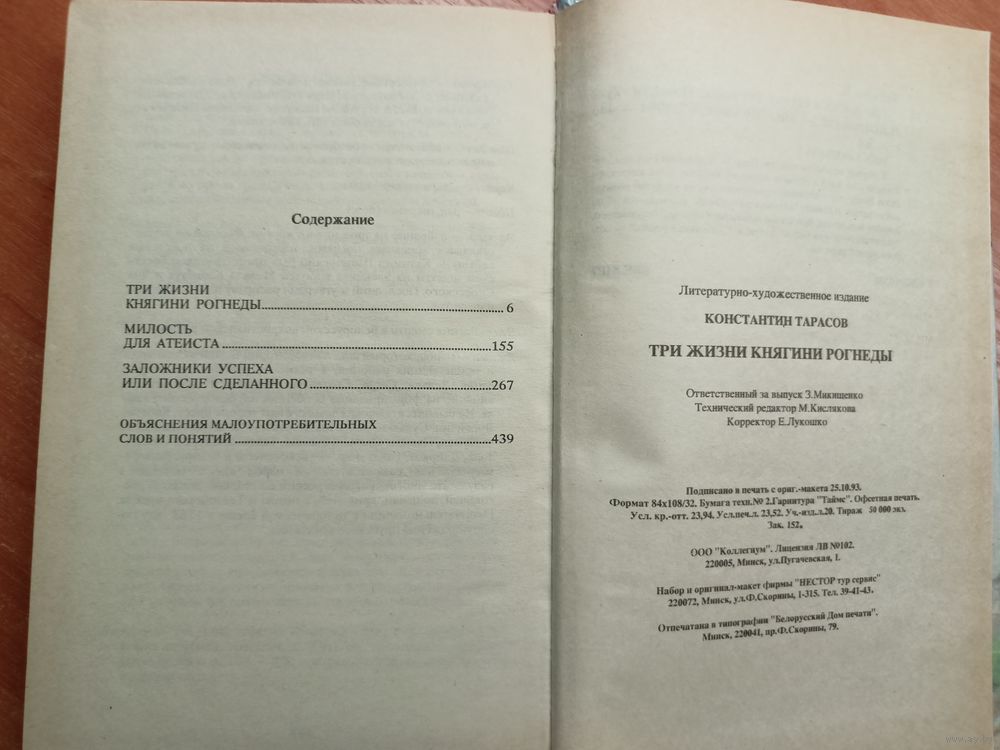 Содержание
ТРИ ЖИЗНИ
КНЯГИНИ РОГНЕДЫ.......................................................... 6
МИЛОСТЬ
ДЛЯ АТЕИСТА................................................................155
ЗАЛОЖНИКИ УСПЕХА
ИЛИ ПОСЛЕ СДЕЛАННОГО...........................................267
ОБЪЯСНЕНИЯ МАЛОУПОТРЕБИТЕЛЬНЫХ
СЛОВ И ПОНЯТИЙ.............................................................439
Литературно-художественное издание
КОНСТАНТИН ТАРАСОВ
ТРИ ЖИЗНИ КНЯГИНИ РОГНЕДЫ
Ответственный за выпуск З.Микищенко
Технический редактор М.Кислякова
Корректор Е.Лукошко
Подписано в печать с ориг.-макета 25.10.93.
Формат 84x108/32. Бумага техн.№ 2.Гарнитура "Таймс". Офсетная печать.
Усл. кр.-отт. 23,94. Усл.печ.л. 23,52. Уч.-изд.л.20. Тираж 50 000 экз.
Зак. 152.
ООО "Коллегиум". Лицензия ЛВ №102.
220005, Минск, ул.Пугачевская, 1.
Набор и оригинал-макет фирмы "НЕСТОР тур сервис"
220072, Минск, ул.Ф.Скорины, 1-315. Тел. 39-41-43.
Отпечатана в типографии "Белорусский Дом печати".
Минск, 220041, пр.Ф.Скорины, 79.